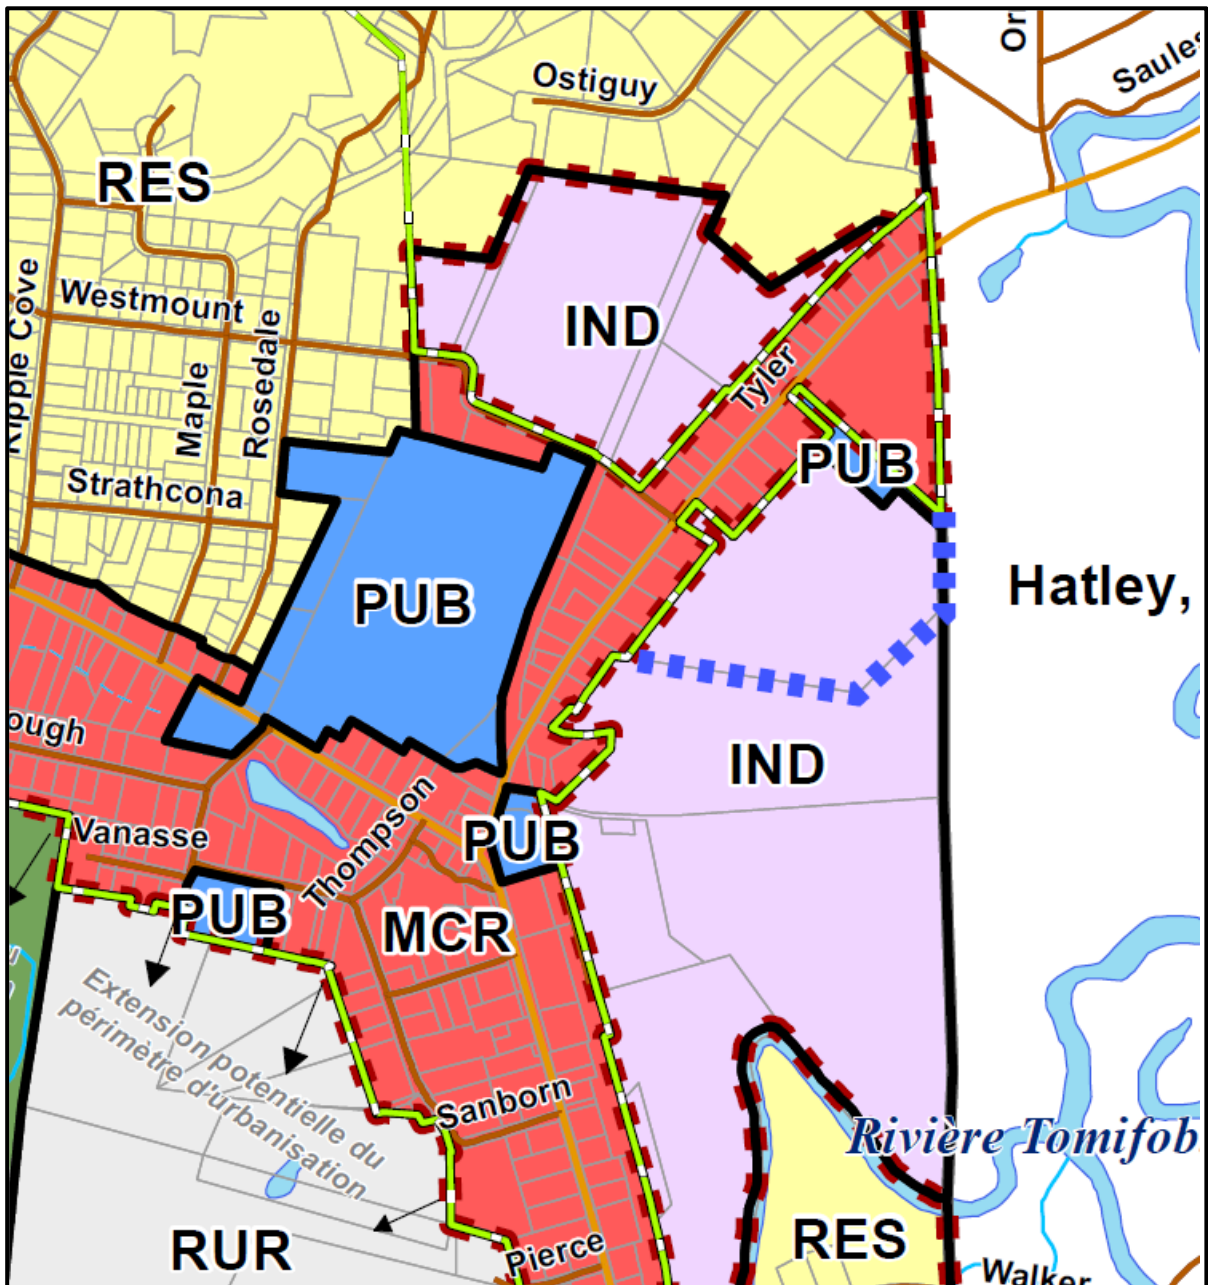 Or
Saules
Ostiguy
RES
Ripple Cove
Westmount
Rosedale
IND
Maple
Tyler
PUB
Strathcona
Hatley,
PUB
ough
IND
Thompson
Vanasse
PUB
PUB
MCR
Extension potentielle du
périmètre d'urbanisation
Sanborn
Rivière Tomifob
RUR
Pierce
RES
Walker